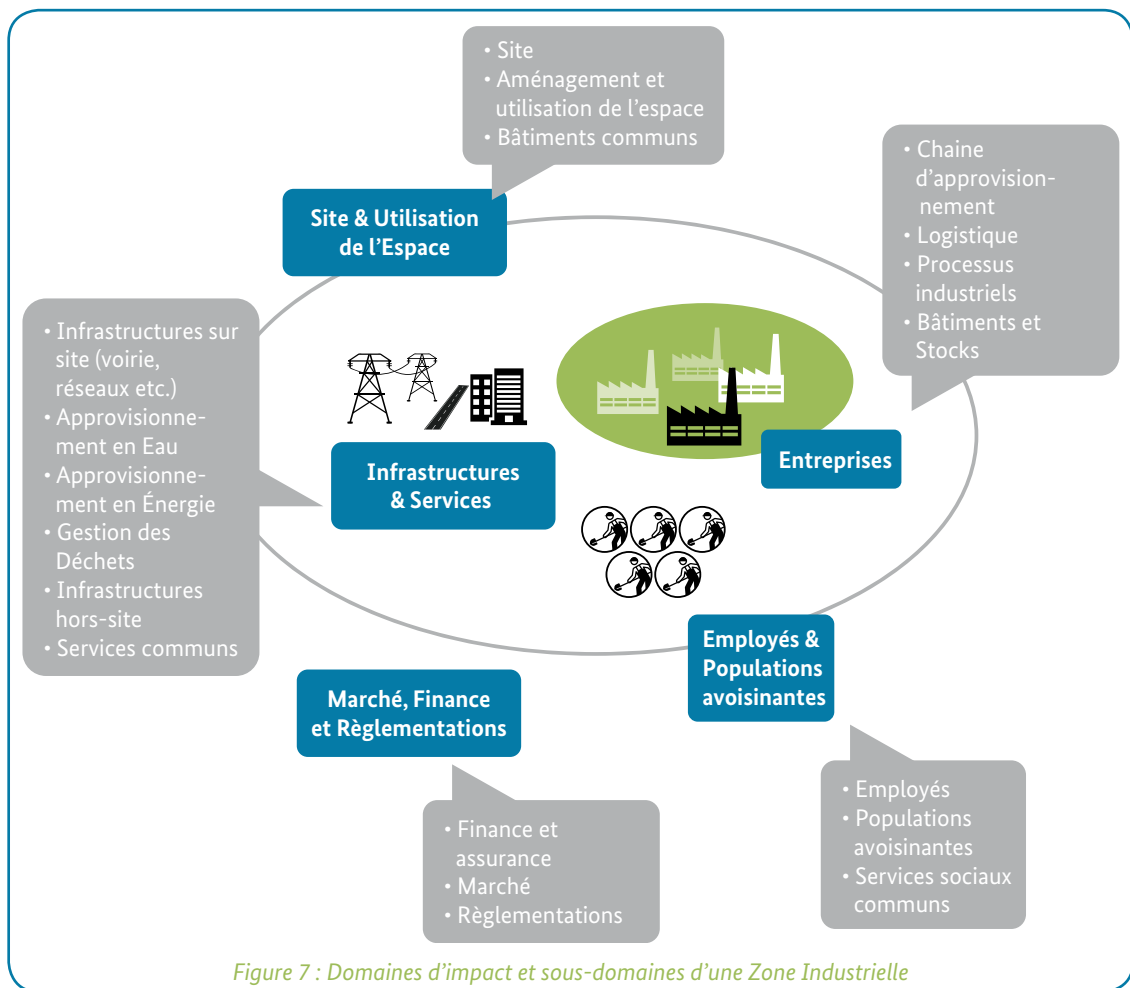 • Site
• Aménagement et
utilisation de l’espace
• Bâtiments communs
Site & Utilisation
de l’Espace
• Chaine
d’approvision-
nement
• Logistique
• Processus
industriels
• Bâtiments et
Stocks
• Infrastructures sur
site (voirie,
réseaux etc.)
• Approvisionne-
ment en Eau
• Approvisionne-
ment en Énergie
• Gestion des
Déchets
• Infrastructures
hors-site
• Services communs
Infrastructures
& Services
Entreprises
Employés &
Populations
avoisinantes
Marché, Finance
et Règlementations
• Finance et
assurance
• Marché
• Règlementations
• Employés
• Populations
avoisinantes
• Services sociaux
communs
Figure 7 : Domaines d’impact et sous-domaines d’une Zone Industrielle